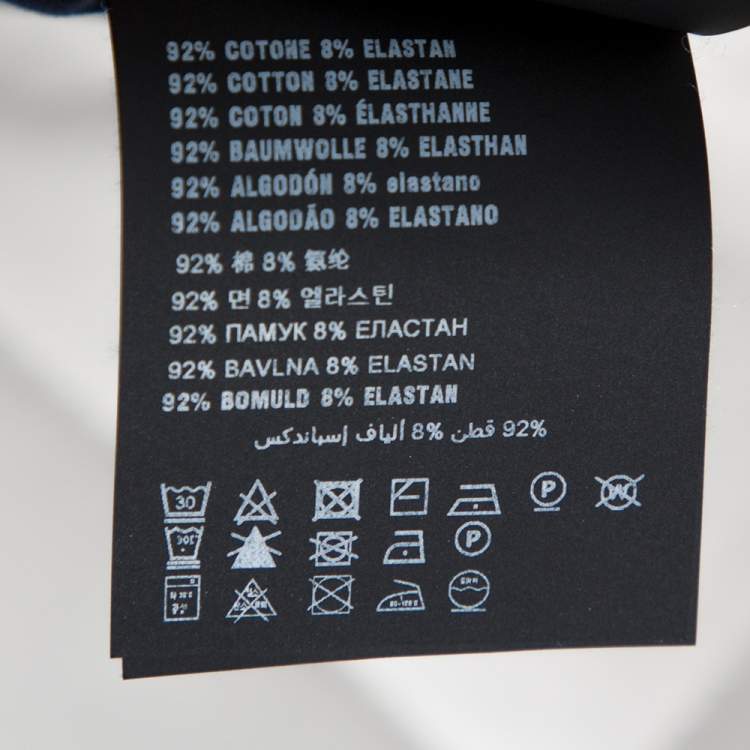 92% COTONE 8% ELASTAN
92% COTTON 8% ELASTANE
92% COTON 8% ÉLASTHANNE
92% BAUMWOLLE 8% ELASTHAN
92% ALGODÓN 8% elastano
92% ALGODÃO 8% ELASTANO
92% 棉 8% 氨纶
92% 면 8% 엘라스틴
92% ПАМУК 8% ЕЛАСТАН
92% BAVLNA 8% ELASTAN
92% BOMULD 8% ELASTAN
92% قطن 8% ألياف إسباندكس
30 P
P